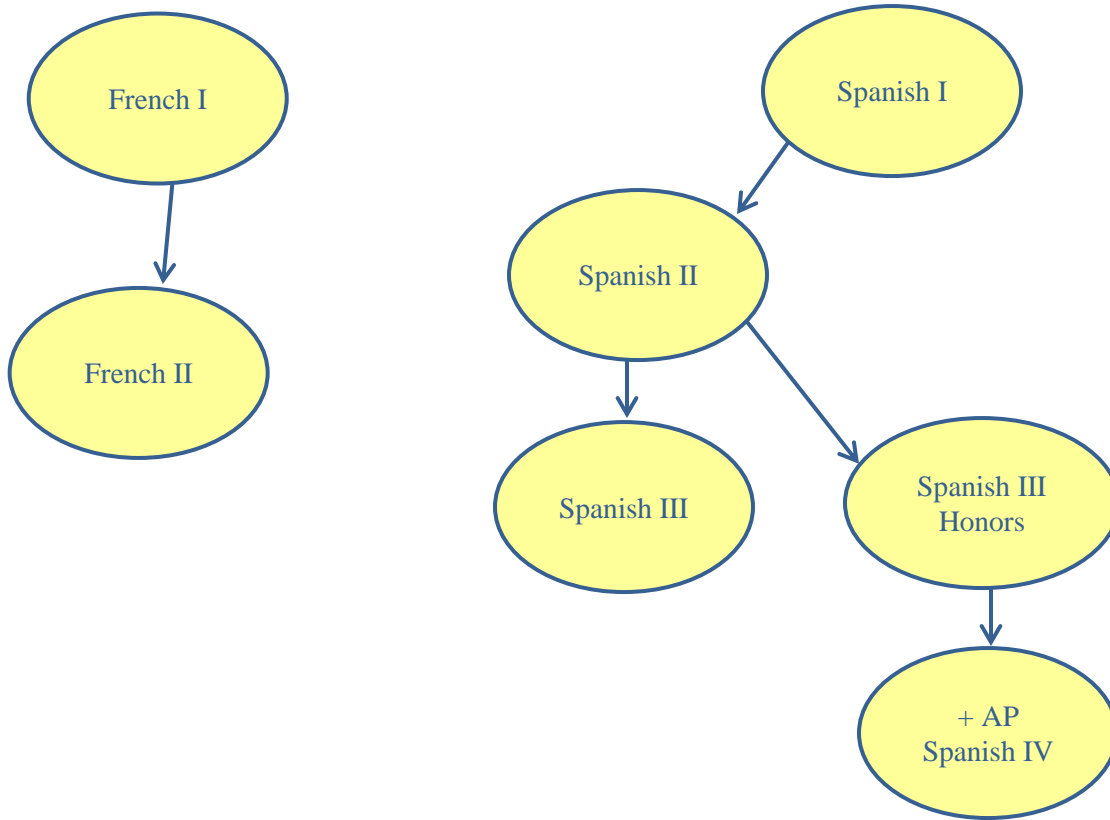 French I
Spanish I
Spanish II
French II
Spanish III
Spanish III
Honors
+ AP
Spanish IV